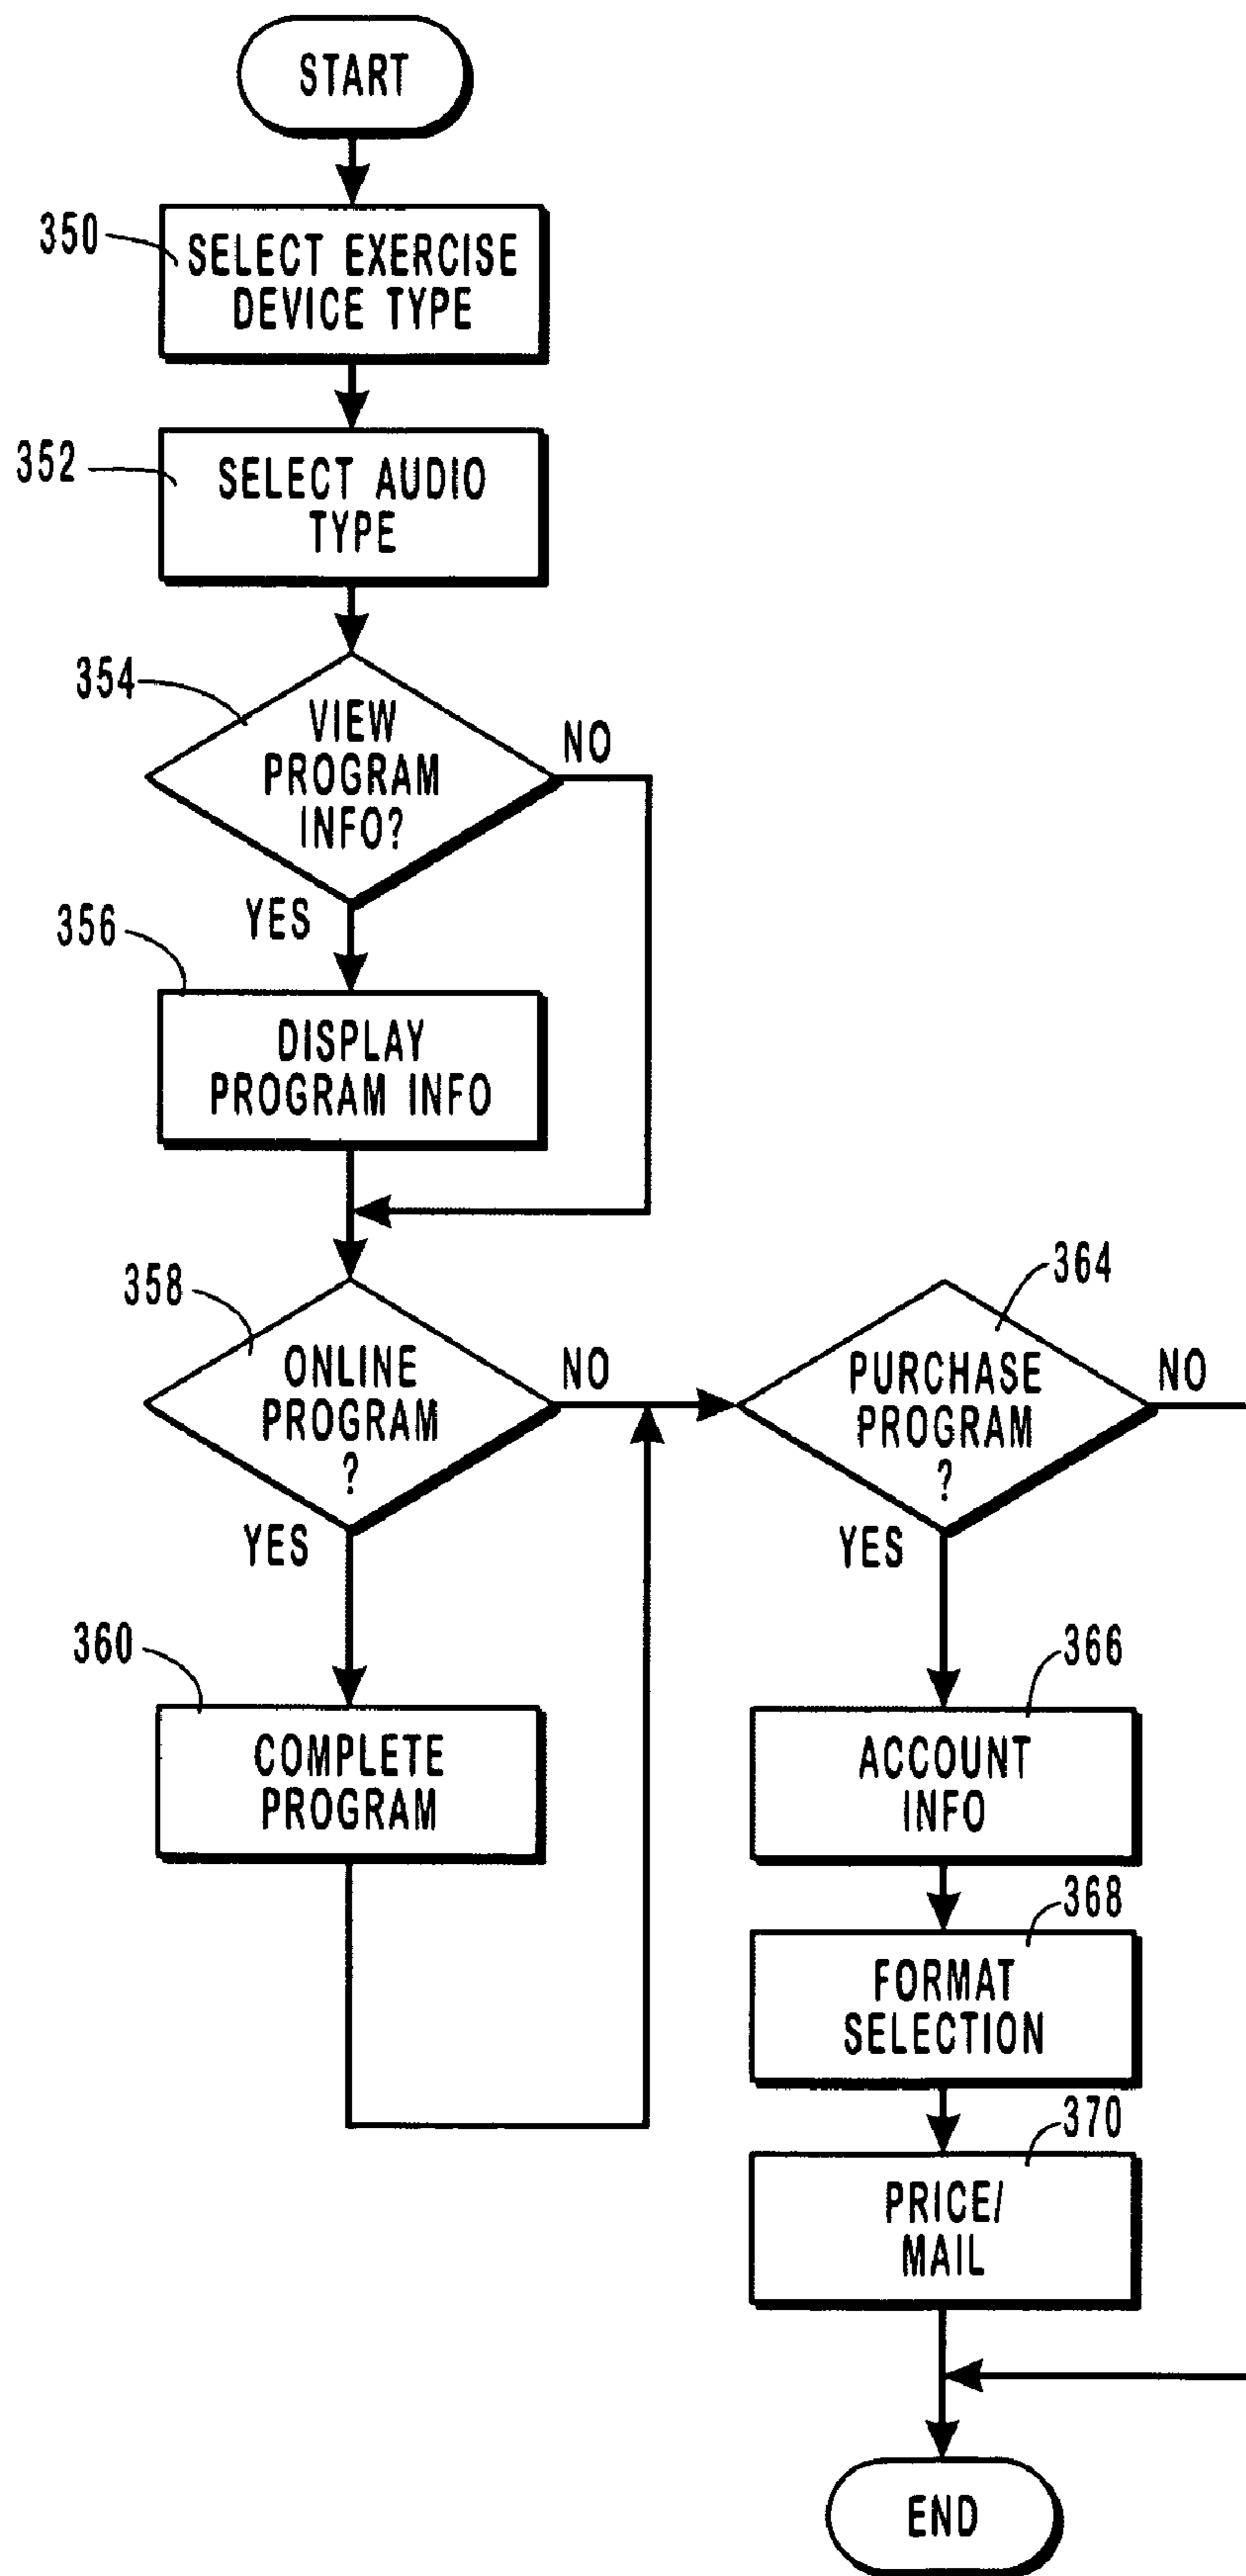 START
350
SELECT EXERCISE
DEVICE TYPE
352
SELECT AUDIO
TYPE
354
VIEW
PROGRAM
INFO?
NO
YES
356
DISPLAY
PROGRAM INFO
358
ONLINE
PROGRAM
?
NO
YES
360
COMPLETE
PROGRAM
364
PURCHASE
PROGRAM
?
NO
YES
366
ACCOUNT
INFO
368
FORMAT
SELECTION
370
PRICE/
MAIL
END